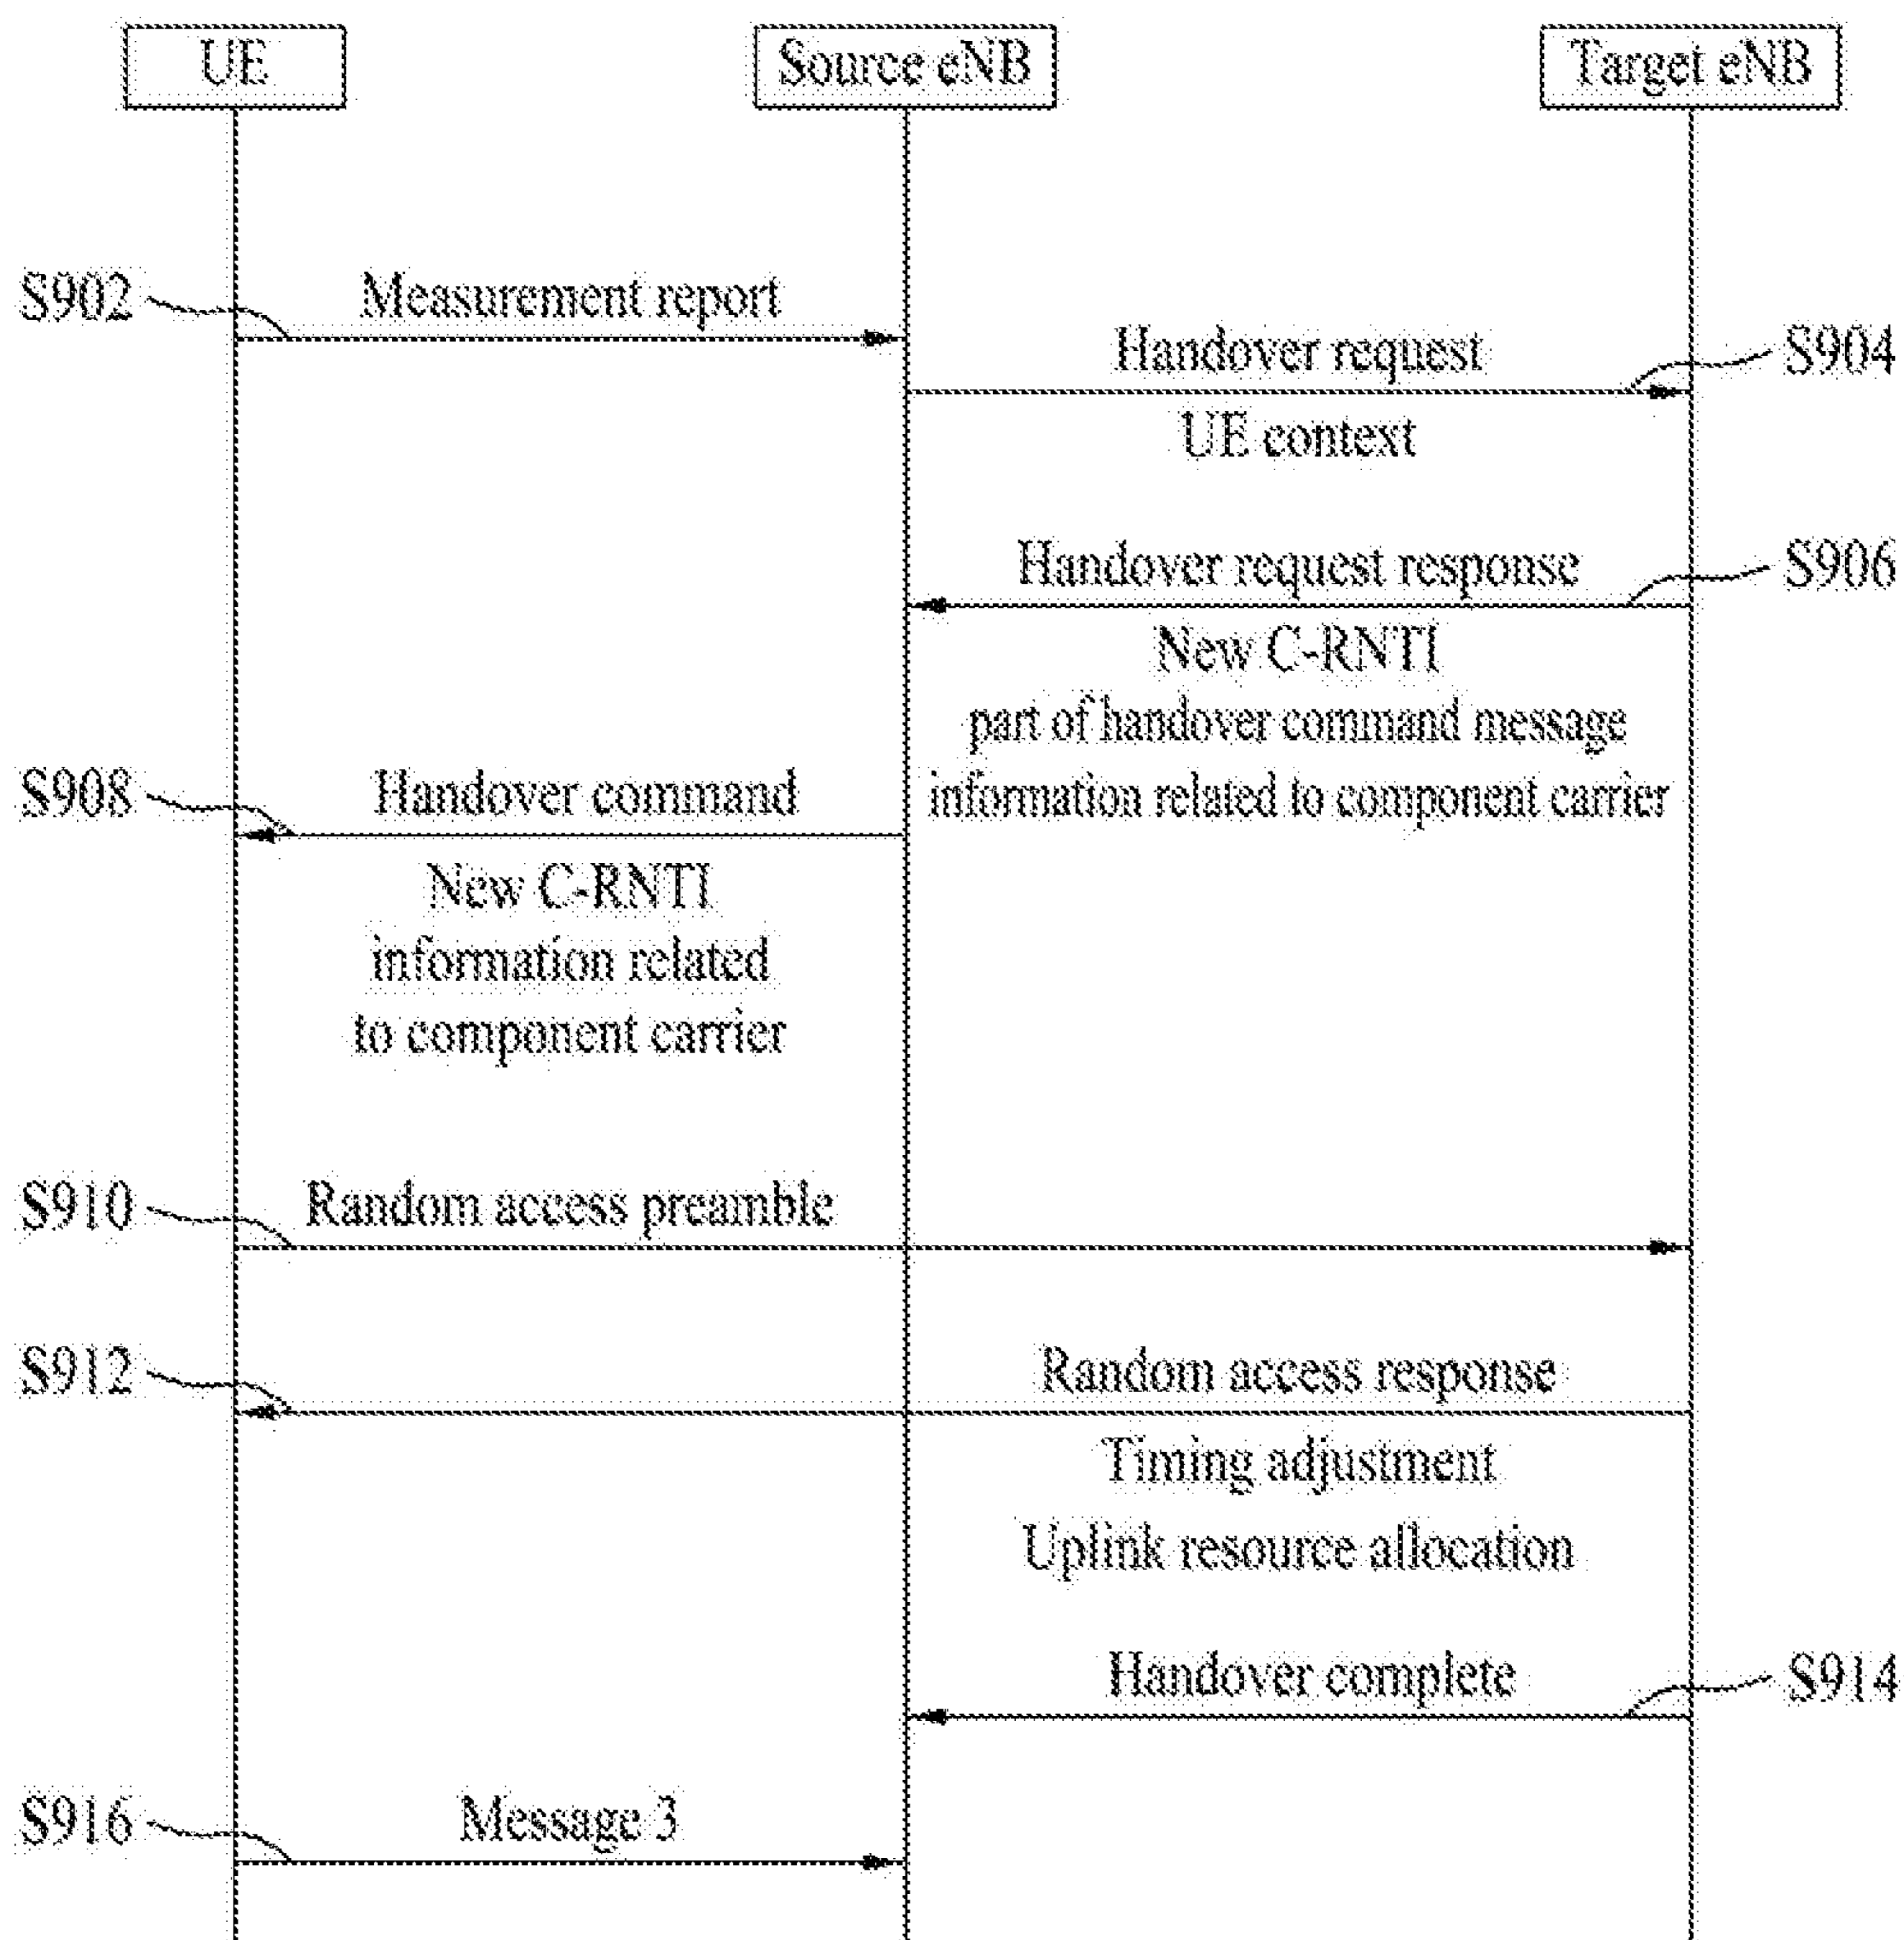 UE
Source eNB
Target eNB
S902
Measurement report
Handover request
S904
UE context
Handover request response
S906
New C-RNTI
part of handover command message
information related to component carrier
S908
Handover command
New C-RNTI
information related
to component carrier
S910
Random access preamble
S912
Random access response
Timing adjustment
Uplink resource allocation
Handover complete
S914
S916
Message 3